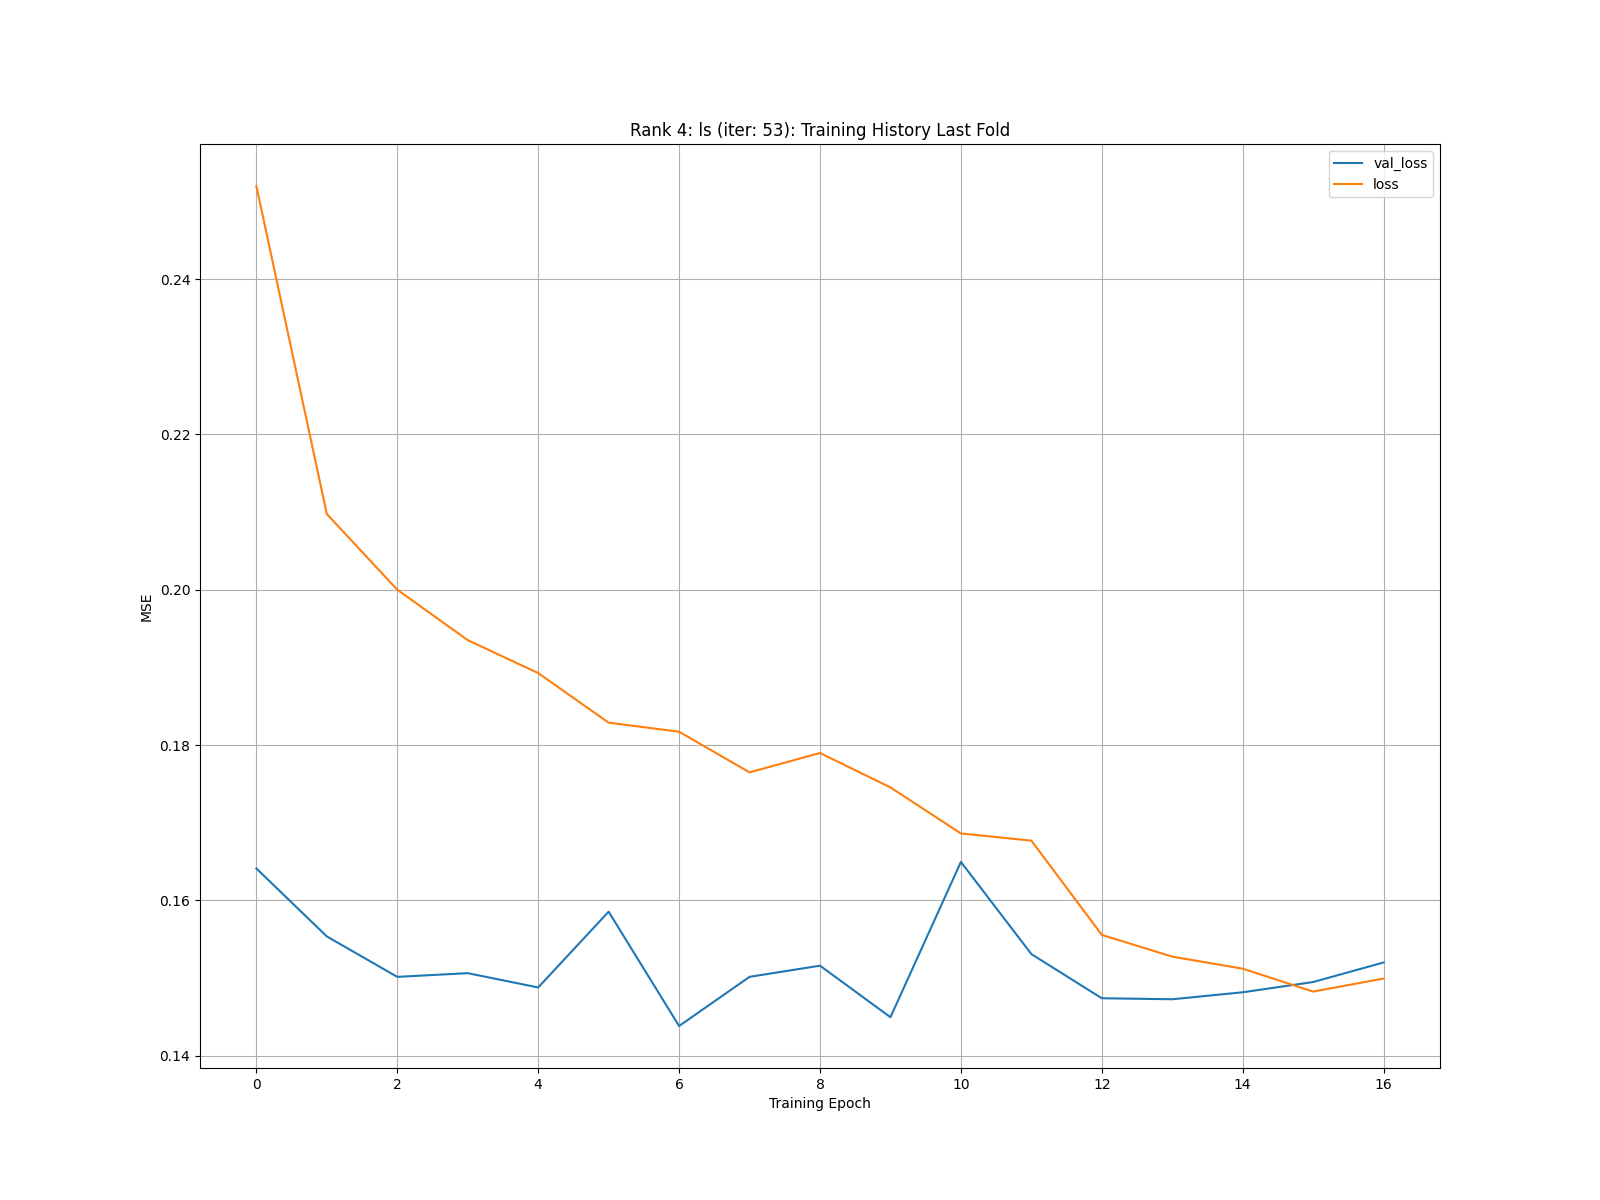 Rank 4: ls (iter: 53): Training History Last Fold
val_loss
loss
0.24
0.22
0.20
0.18
0.16
0.14
MSE
0 2 4 6 8 10 12 14 16
Training Epoch